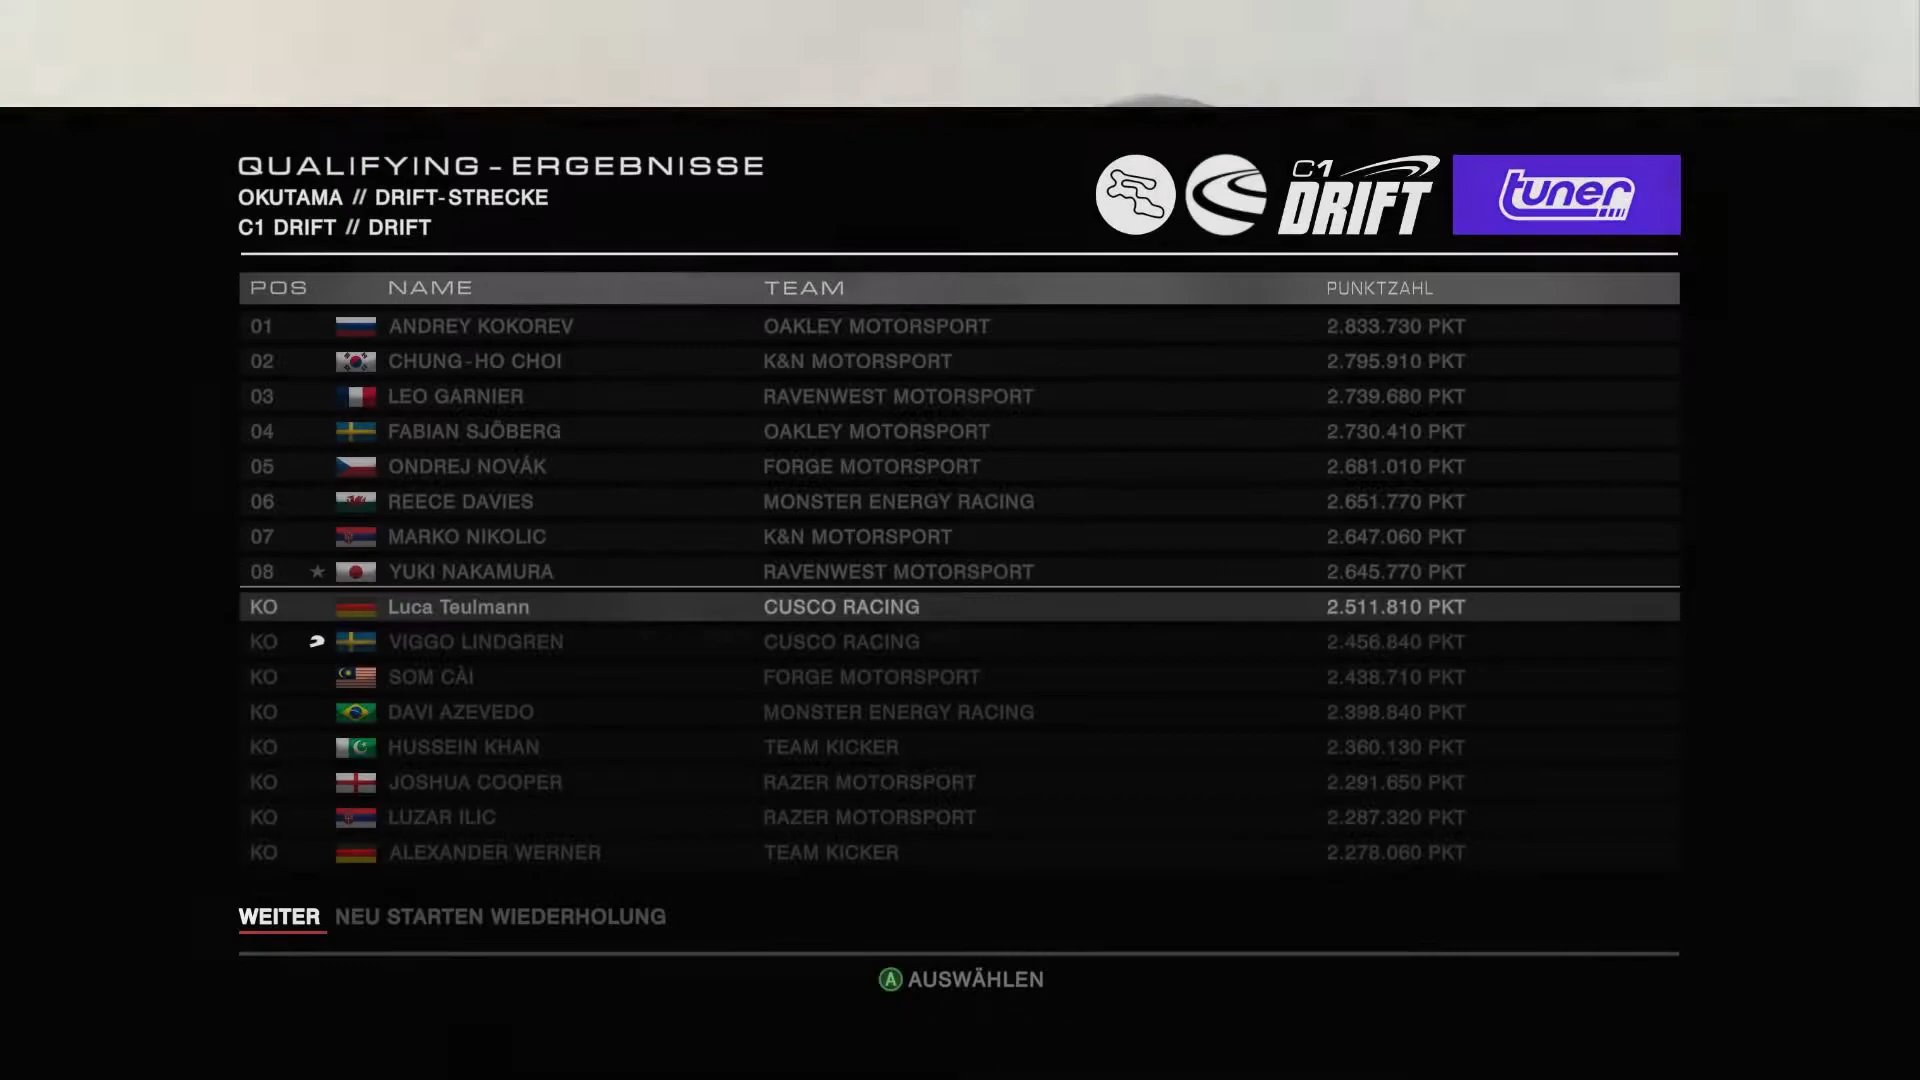 QUALIFYING - ERGEBNISSE
OKUTAMA // DRIFT-STRECKE
C1 DRIFT // DRIFT
C1 DRIFT
tuner
POS NAME TEAM PUNKTZAHL
01 ANDREY KOKOREV OAKLEY MOTORSPORT 2.833.730 PKT
02 CHUNG-HO CHOI K&N MOTORSPORT 2.795.910 PKT
03 LEO GARNIER RAVENWEST MOTORSPORT 2.739.680 PKT
04 FABIAN SJÖBERG OAKLEY MOTORSPORT 2.730.410 PKT
05 ONDREJ NOVÁK FORGE MOTORSPORT 2.681.010 PKT
06 REECE DAVIES MONSTER ENERGY RACING 2.651.770 PKT
07 MARKO NIKOLIC K&N MOTORSPORT 2.647.060 PKT
08 YUKI NAKAMURA RAVENWEST MOTORSPORT 2.645.770 PKT
KO Luca Teulmann CUSCO RACING 2.511.810 PKT
KO VIGGO LINDGREN CUSCO RACING 2.456.840 PKT
KO SOM CÀI FORGE MOTORSPORT 2.438.710 PKT
KO DAVI AZEVEDO MONSTER ENERGY RACING 2.398.840 PKT
KO HUSSEIN KHAN TEAM KICKER 2.360.130 PKT
KO JOSHUA COOPER RAZER MOTORSPORT 2.291.650 PKT
KO LUZAR ILIC RAZER MOTORSPORT 2.287.320 PKT
KO ALEXANDER WERNER TEAM KICKER 2.278.060 PKT
WEITER NEU STARTEN WIEDERHOLUNG
A AUSWÄHLEN